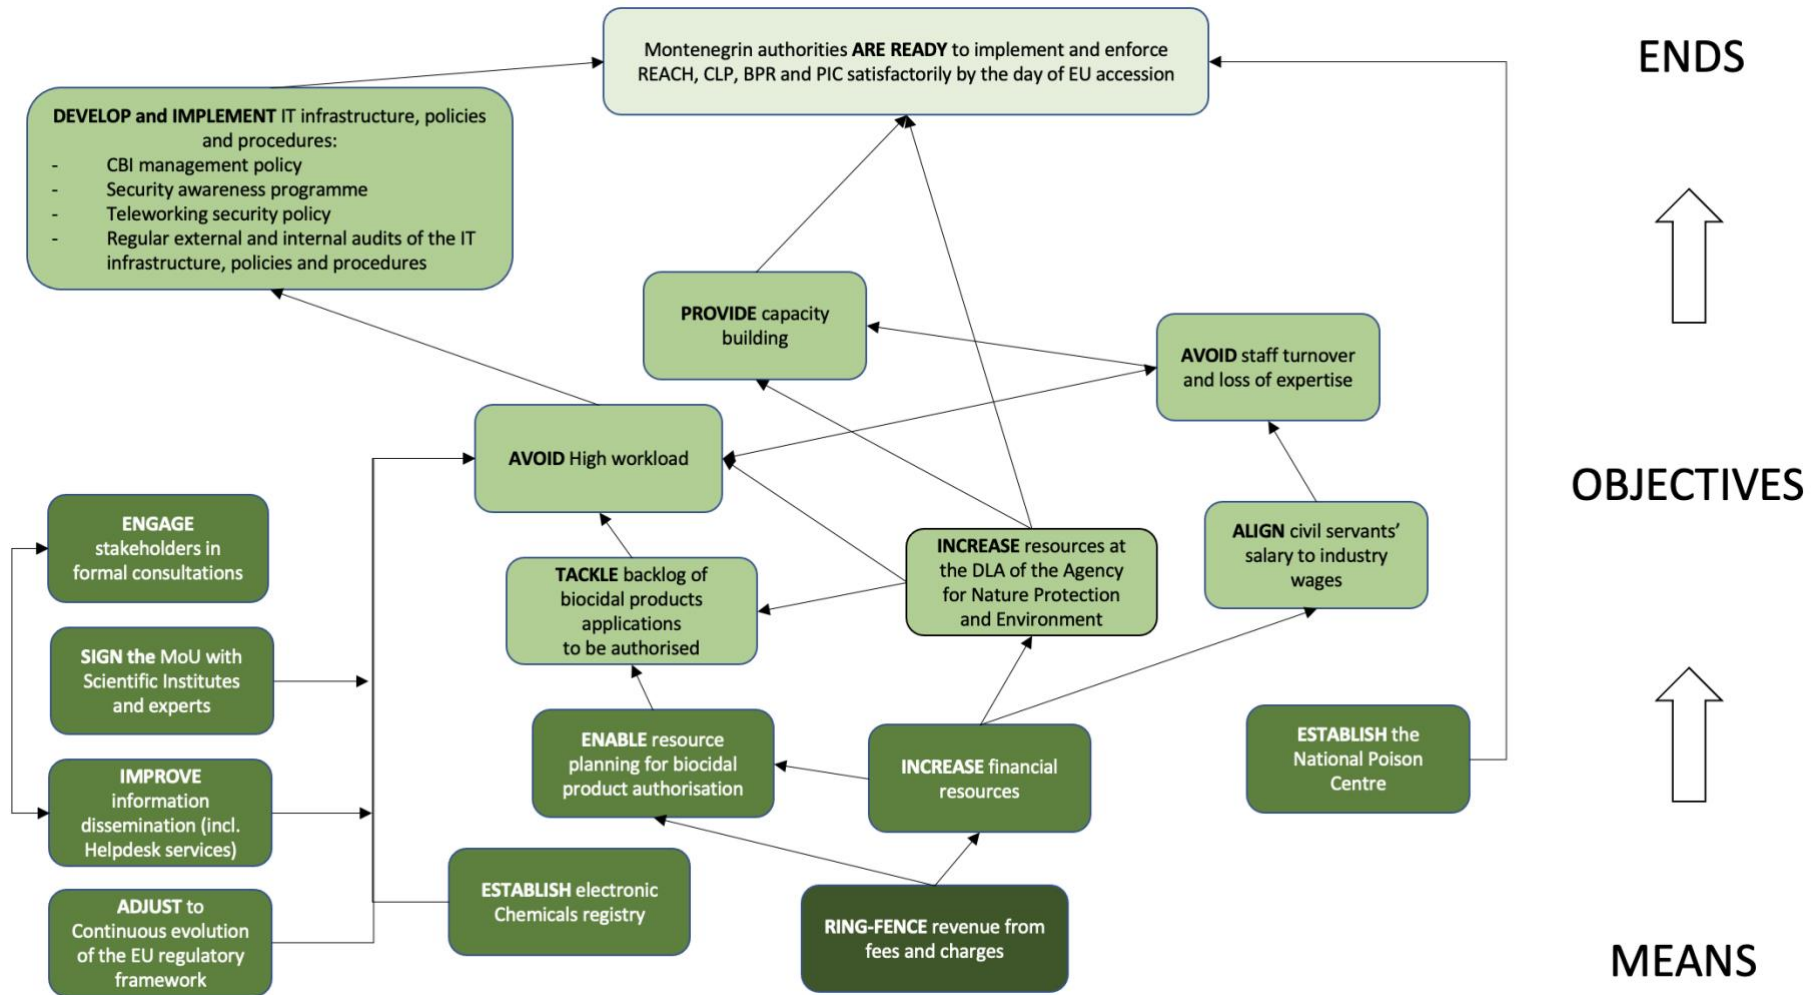 Montenegrin authorities ARE READY to implement and enforce
REACH, CLP, BPR and PIC satisfactorily by the day of EU accession
ENDS
DEVELOP and IMPLEMENT IT infrastructure, policies
and procedures:
- CBI management policy
- Security awareness programme
- Teleworking security policy
- Regular external and internal audits of the IT
infrastructure, policies and procedures
PROVIDE capacity
building
AVOID staff turnover
and loss of expertise
AVOID High workload
OBJECTIVES
ENGAGE
stakeholders in
formal consultations
TACKLE backlog of
biocidal products
applications
to be authorised
INCREASE resources at
the DLA of the Agency
for Nature Protection
and Environment
ALIGN civil servants’
salary to industry
wages
SIGN the MoU with
Scientific Institutes
and experts
ENABLE resource
planning for biocidal
product authorisation
INCREASE financial
resources
ESTABLISH the
National Poison
Centre
IMPROVE
information
dissemination (incl.
Helpdesk services)
ESTABLISH electronic
Chemicals registry
ADJUST to
Continuous evolution
of the EU regulatory
framework
RING-FENCE revenue from
fees and charges
MEANS